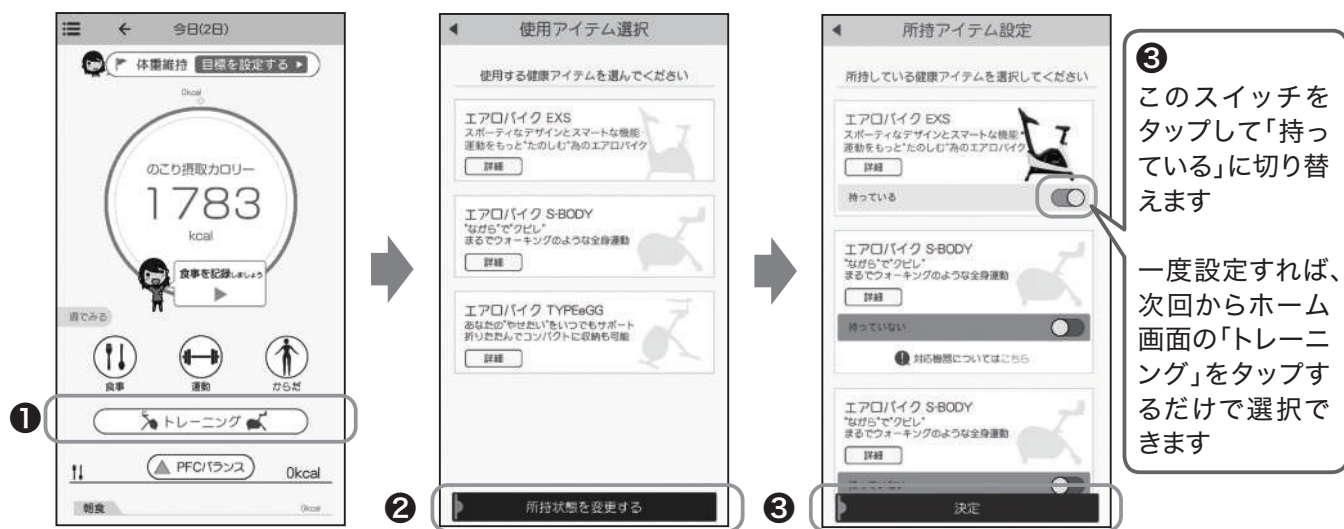 今日(2日)
体重維持 目標を設定する
0kcal
のこり摂取カロリー
1783
kcal
食事を記録しましょう
週でみる
食事 運動 からだ
❶
トレーニング
PFCバランス 0kcal
朝食 0kcal
使用アイテム選択
使用する健康アイテムを選んでください
エアロバイク EXS
スポーティなデザインとスマートな機能
運動をもっと"たのしむ"為のエアロバイク
詳細
エアロバイク S-BODY
"ながら"で"クビレ"
まるでウォーキングのような全身運動
詳細
エアロバイク TYPEeGG
あなたの"やせたい"をいつでもサポート
折りたたんでコンパクトに収納も可能
詳細
❷
所持状態を変更する
所持アイテム設定
所持している健康アイテムを選択してください
エアロバイク EXS
スポーティなデザインとスマートな機能
運動をもっと"たのしむ"為のエアロバイク
詳細
持っている
エアロバイク S-BODY
"ながら"で"クビレ"
まるでウォーキングのような全身運動
詳細
持っていない
対応機器についてはこちら
エアロバイク S-BODY
"ながら"で"クビレ"
まるでウォーキングのような全身運動
詳細
❸
決定
❸
このスイッチを
タップして「持っ
ている」に切り替
えます
一度設定すれば、
次回からホーム
画面の「トレーニ
ング」をタップす
るだけで選択で
きます